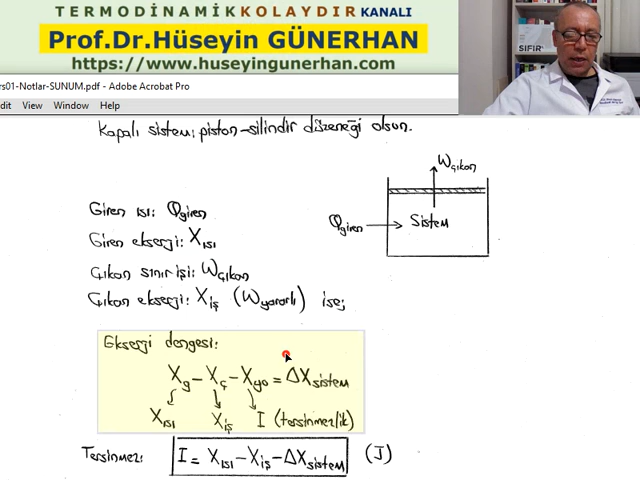 TERMODİNAMİKKOLAYDIR KANALI
Prof.Dr.Hüseyin GÜNERHAN
https://www.huseyingunerhan.com
rs01-Notlar-SUNUM.pdf - Adobe Acrobat Pro
dit View Window Help
SIFIR
Kapalı sistem; piston-silindir düzeneği olsun.
Wçıkan
Giren ısı: Qgiren
Qgiren
Sistem
Giren ekserji: Xısı
Çıkan sınır işi: Wçıkan
Çıkan ekserji: Xiş (Wyararlı) ise;
Ekserji dengesi:
Xg - Xç - Xyo = ΔXsistem
Xısı Xiş I (tersinmezlik)
Tersinmez: I = Xısı - Xiş - ΔXsistem (J)